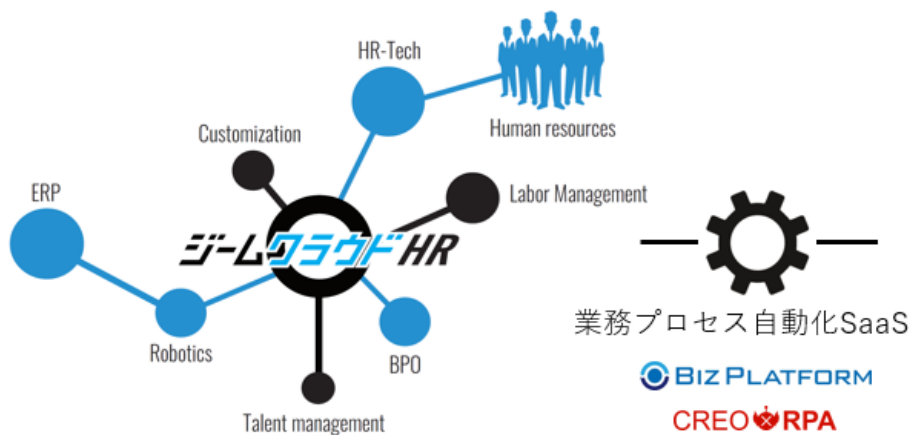 HR-Tech
Human resources
Customization
Labor Management
ERP
ジームクラウドHR
Robotics
BPO
Talent management
業務プロセス自動化SaaS
BIZ PLATFORM
CREO RPA